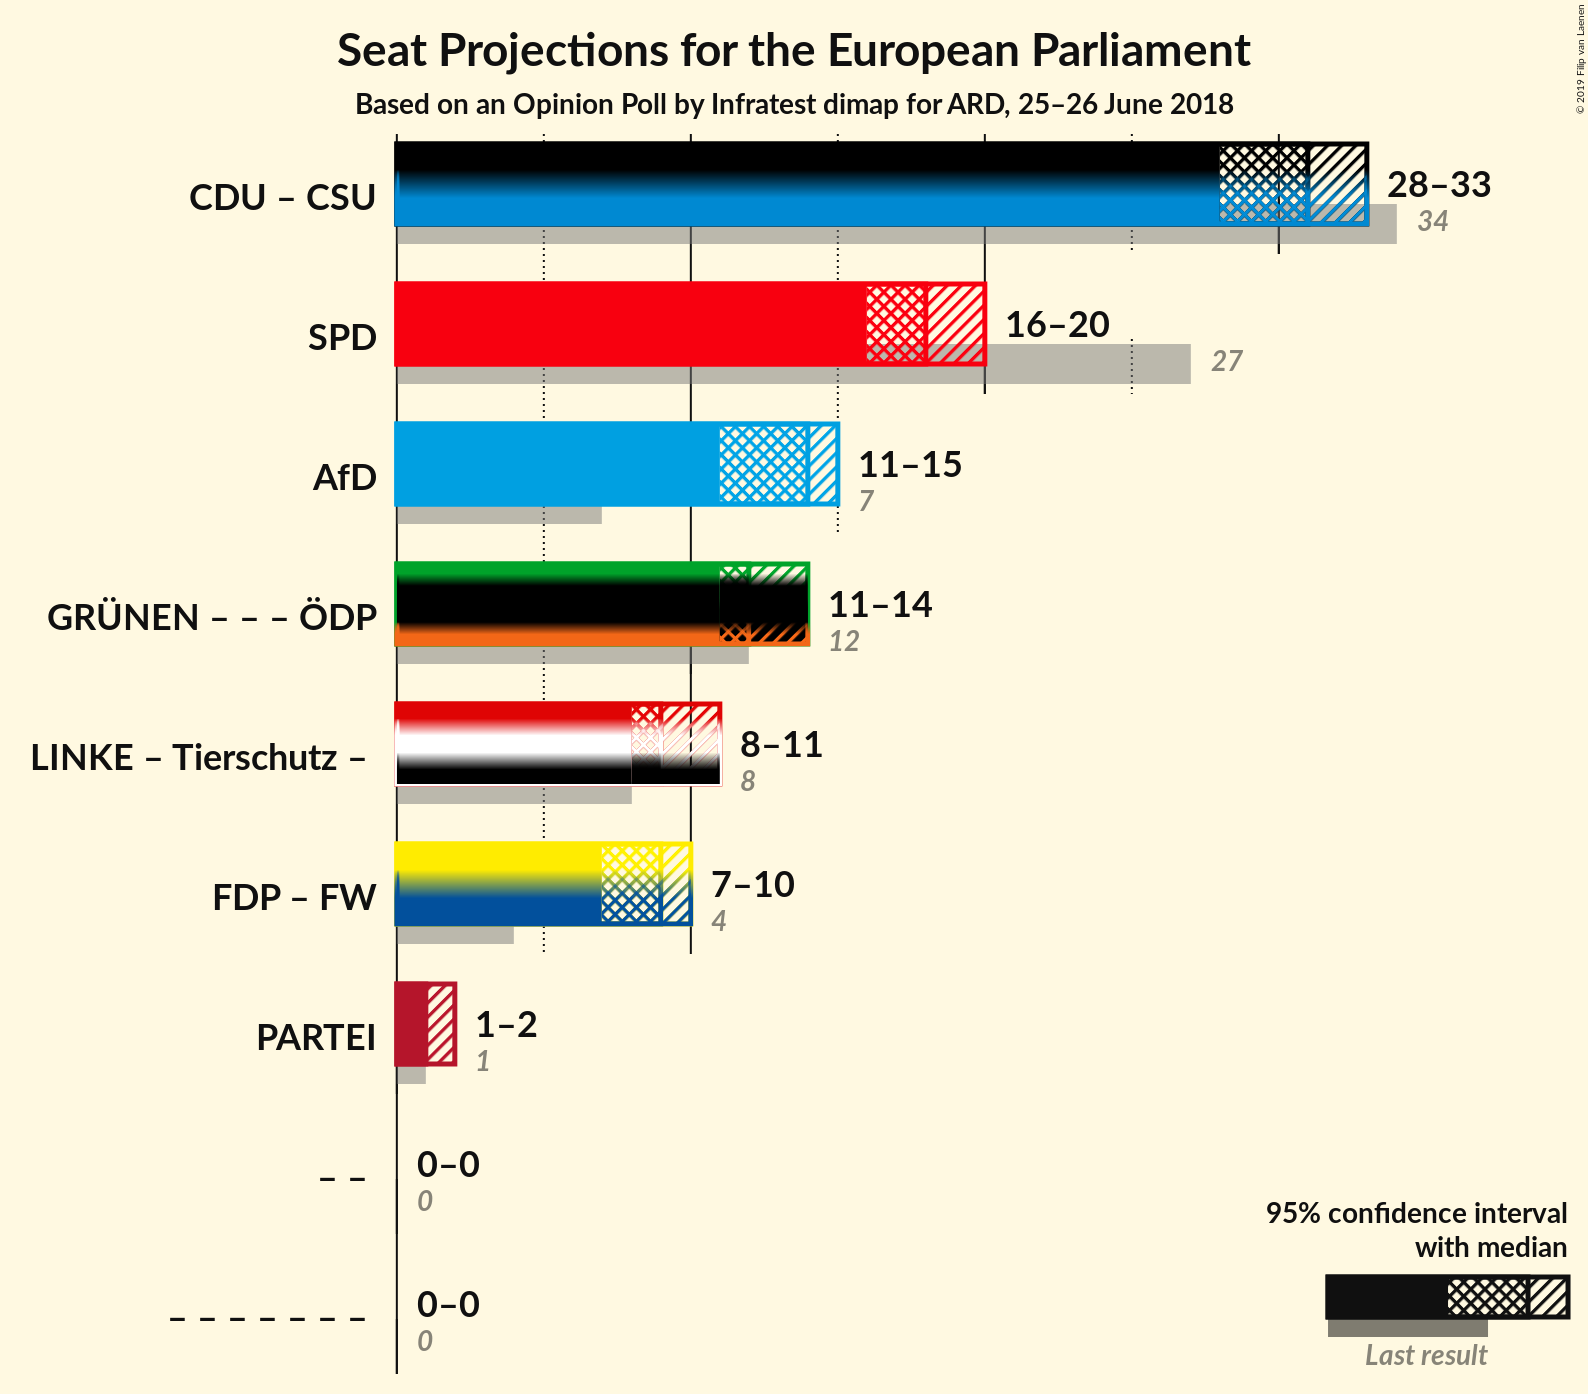 Seat Projections for the European Parliament
Based on an Opinion Poll by Infratest dimap for ARD, 25–26 June 2018
© 2019 Filip van Laenen
CDU – CSU
28–33
34
SPD
16–20
27
AfD
11–15
7
GRÜNEN – – – ÖDP
11–14
12
LINKE – Tierschutz –
8–11
8
FDP – FW
7–10
4
PARTEI
1–2
1
– –
0–0
0
– – – – – – –
0–0
0
95% confidence interval
with median
Last result